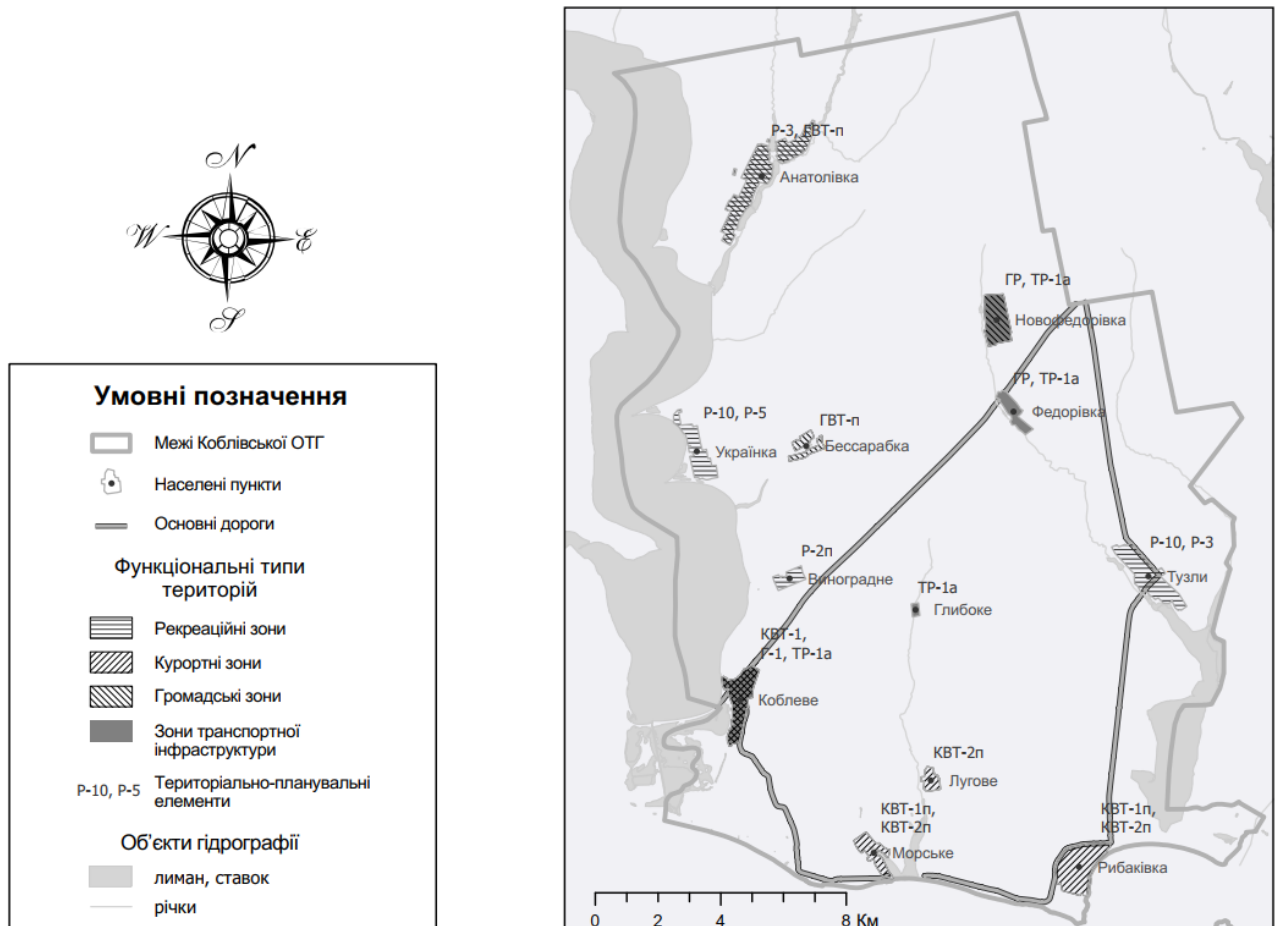 N
W
E
S
Умовні позначення
Межі Коблівської ОТГ
Населені пункти
Основні дороги
Функціональні типи
територій
Рекреаційні зони
Курортні зони
Громадські зони
Зони транспортної
інфраструктури
Р-10, Р-5
Територіально-планувальні
елементи
Об'єкти гідрографії
лиман, ставок
річки
Р-3, ГВТ-п
Анатолівка
ГР, ТР-1а
Новофедорівка
ГР, ТР-1а
Федорівка
Р-10, Р-5
Українка
ГВТ-п
Бессарабка
Р-2п
Виноградне
Р-10, Р-3
Тузли
ТР-1а
Глибоке
КВТ-1,
Г-1, ТР-1а
Коблеве
КВТ-2п
Лугове
КВТ-1п,
КВТ-2п
Морське
КВТ-1п,
КВТ-2п
Рибаківка
0 2 4 8 Км